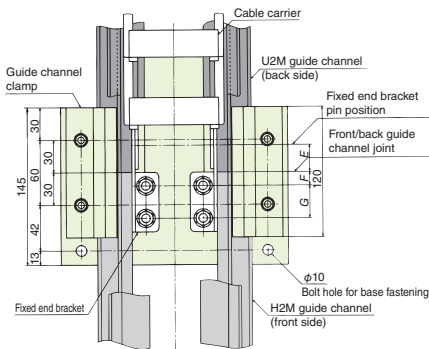 Cable carrier
U2M guide channel
(back side)
Guide channel
clamp
Fixed end bracket
pin position
Front/back guide
channel joint
30
30
60
30
145
42
13
E
F
G
120
φ10
Bolt hole for base fastening
Fixed end bracket
H2M guide channel
(front side)